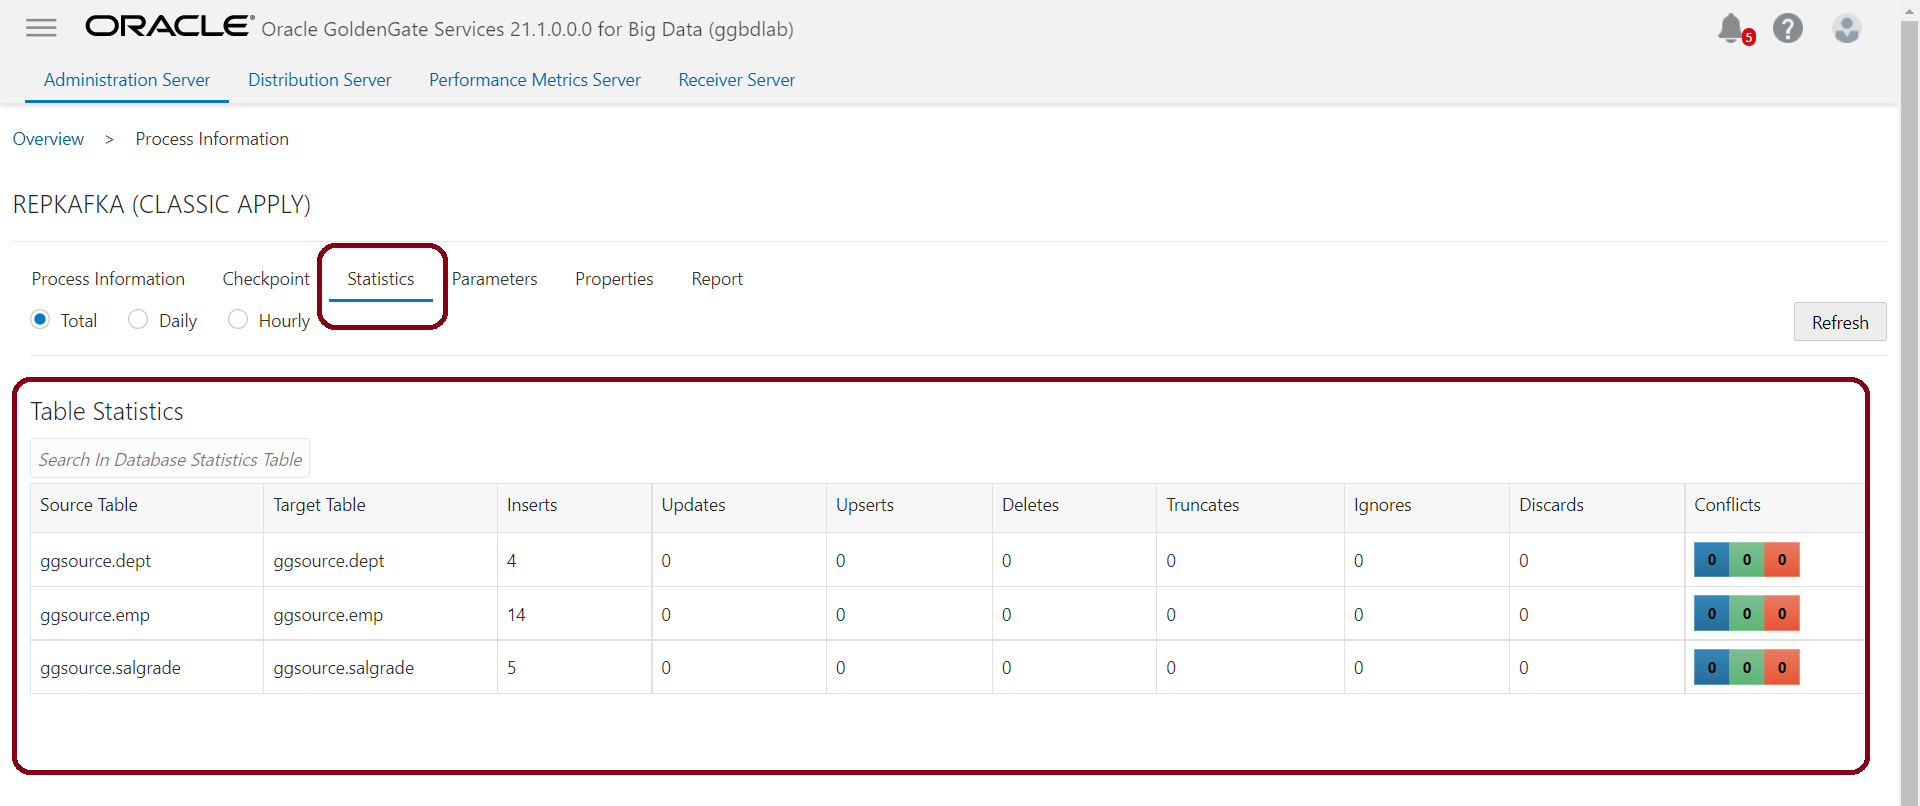 ORACLE® Oracle GoldenGate Services 21.1.0.0.0 for Big Data (ggbdlab) 5 ?
Administration Server Distribution Server Performance Metrics Server Receiver Server
Overview > Process Information
REPKAFKA (CLASSIC APPLY)
Process Information Checkpoint Statistics Parameters Properties Report
Total Daily Hourly Refresh
Table Statistics
Search In Database Statistics Table
Source Table Target Table Inserts Updates Upserts Deletes Truncates Ignores Discards Conflicts
ggsource.dept ggsource.dept 4 0 0 0 0 0 0 0 0 0
ggsource.emp ggsource.emp 14 0 0 0 0 0 0 0 0 0
ggsource.salgrade ggsource.salgrade 5 0 0 0 0 0 0 0 0 0